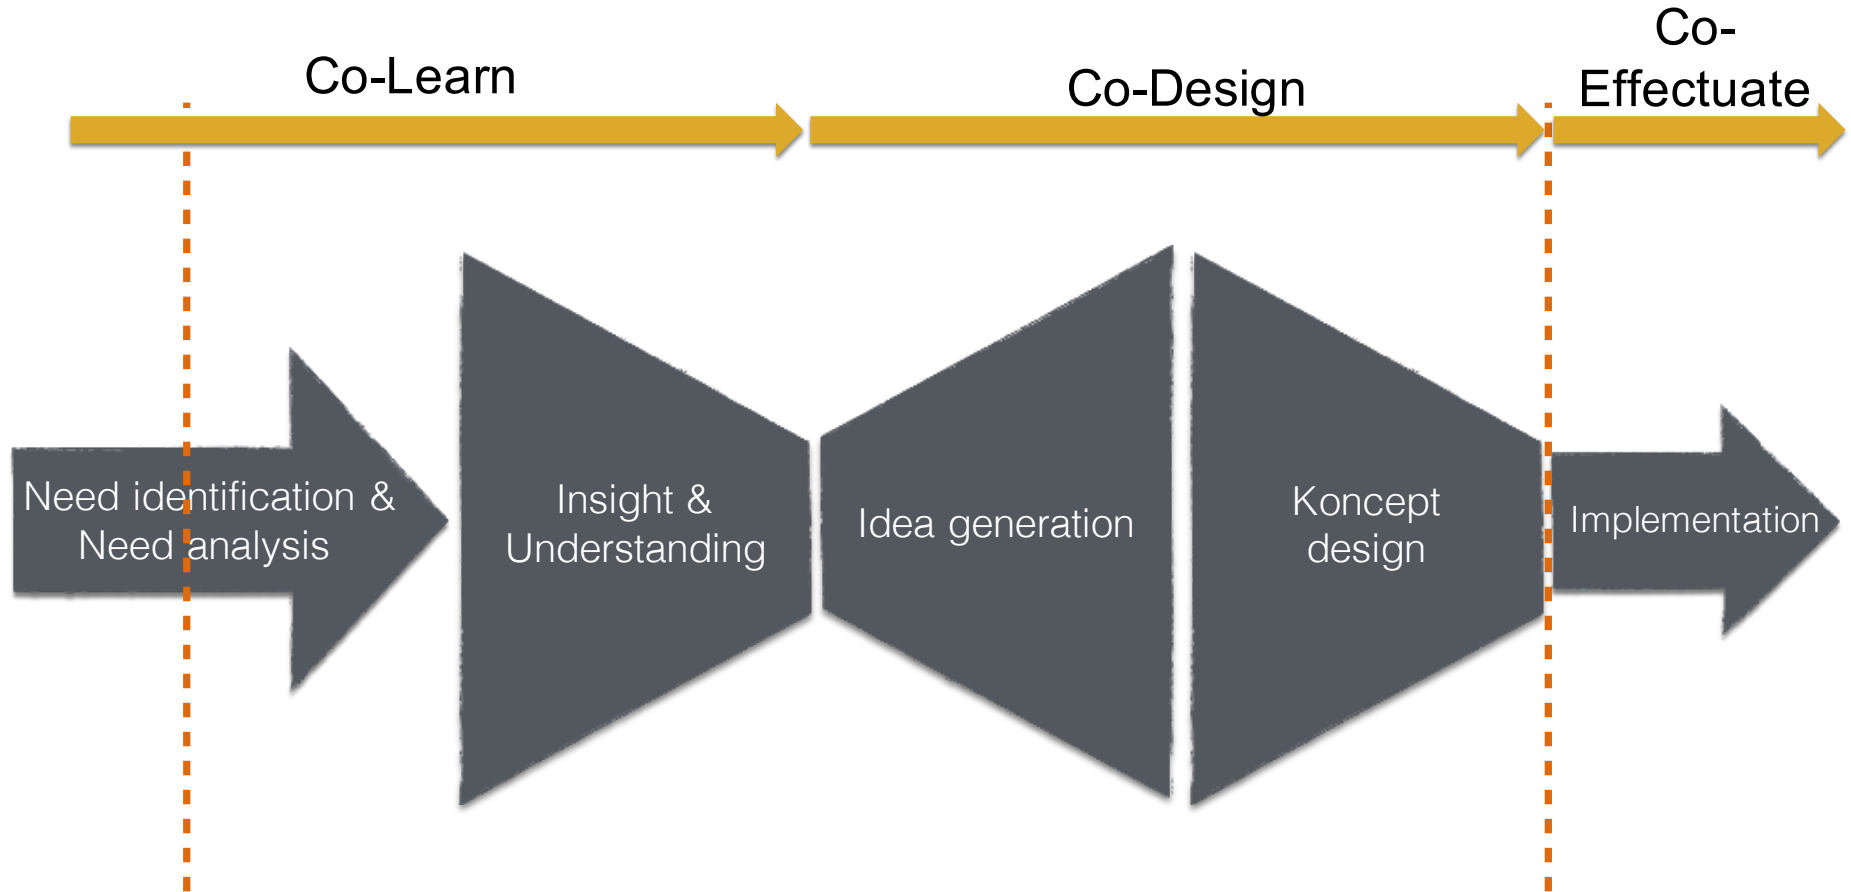 Co-Learn
Co-Design
Co-
Effectuate
Need identification &
Need analysis
Insight &
Understanding
Idea generation
Koncept
design
Implementation